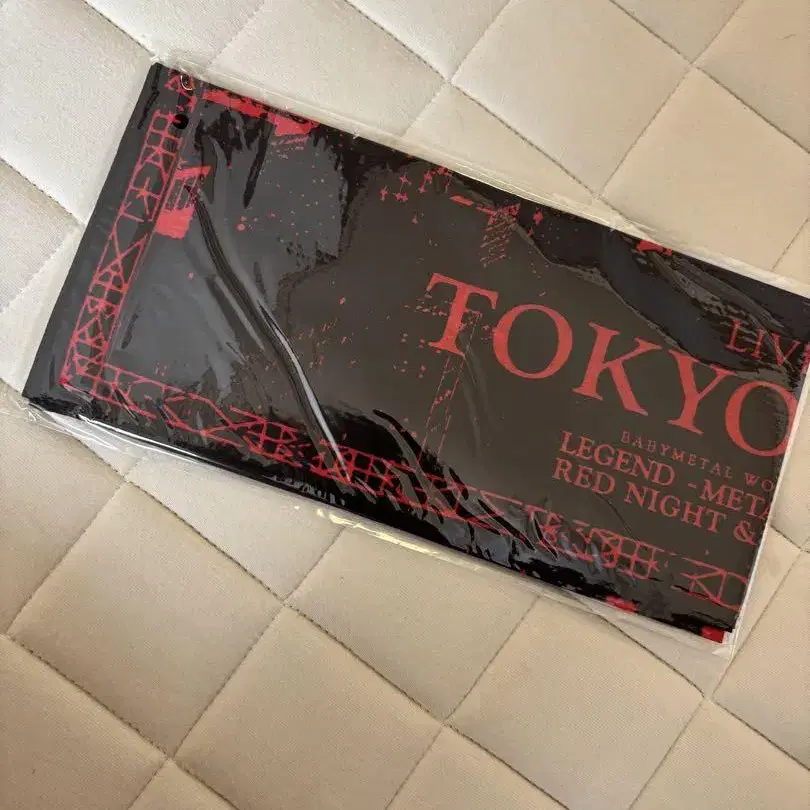 LIV
TOKYO
BABYMETAL WO
LEGEND - META
RED NIGHT &